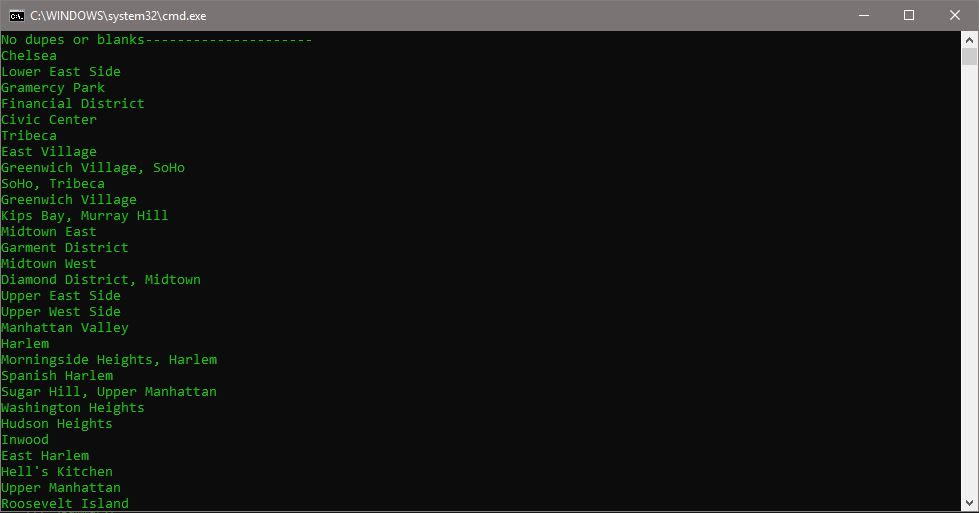 C:\WINDOWS\system32\cmd.exe
No dupes or blanks---------------------
Chelsea
Lower East Side
Gramercy Park
Financial District
Civic Center
Tribeca
East Village
Greenwich Village, SoHo
SoHo, Tribeca
Greenwich Village
Kips Bay, Murray Hill
Midtown East
Garment District
Midtown West
Diamond District, Midtown
Upper East Side
Upper West Side
Manhattan Valley
Harlem
Morningside Heights, Harlem
Spanish Harlem
Sugar Hill, Upper Manhattan
Washington Heights
Hudson Heights
Inwood
East Harlem
Hell's Kitchen
Upper Manhattan
Roosevelt Island